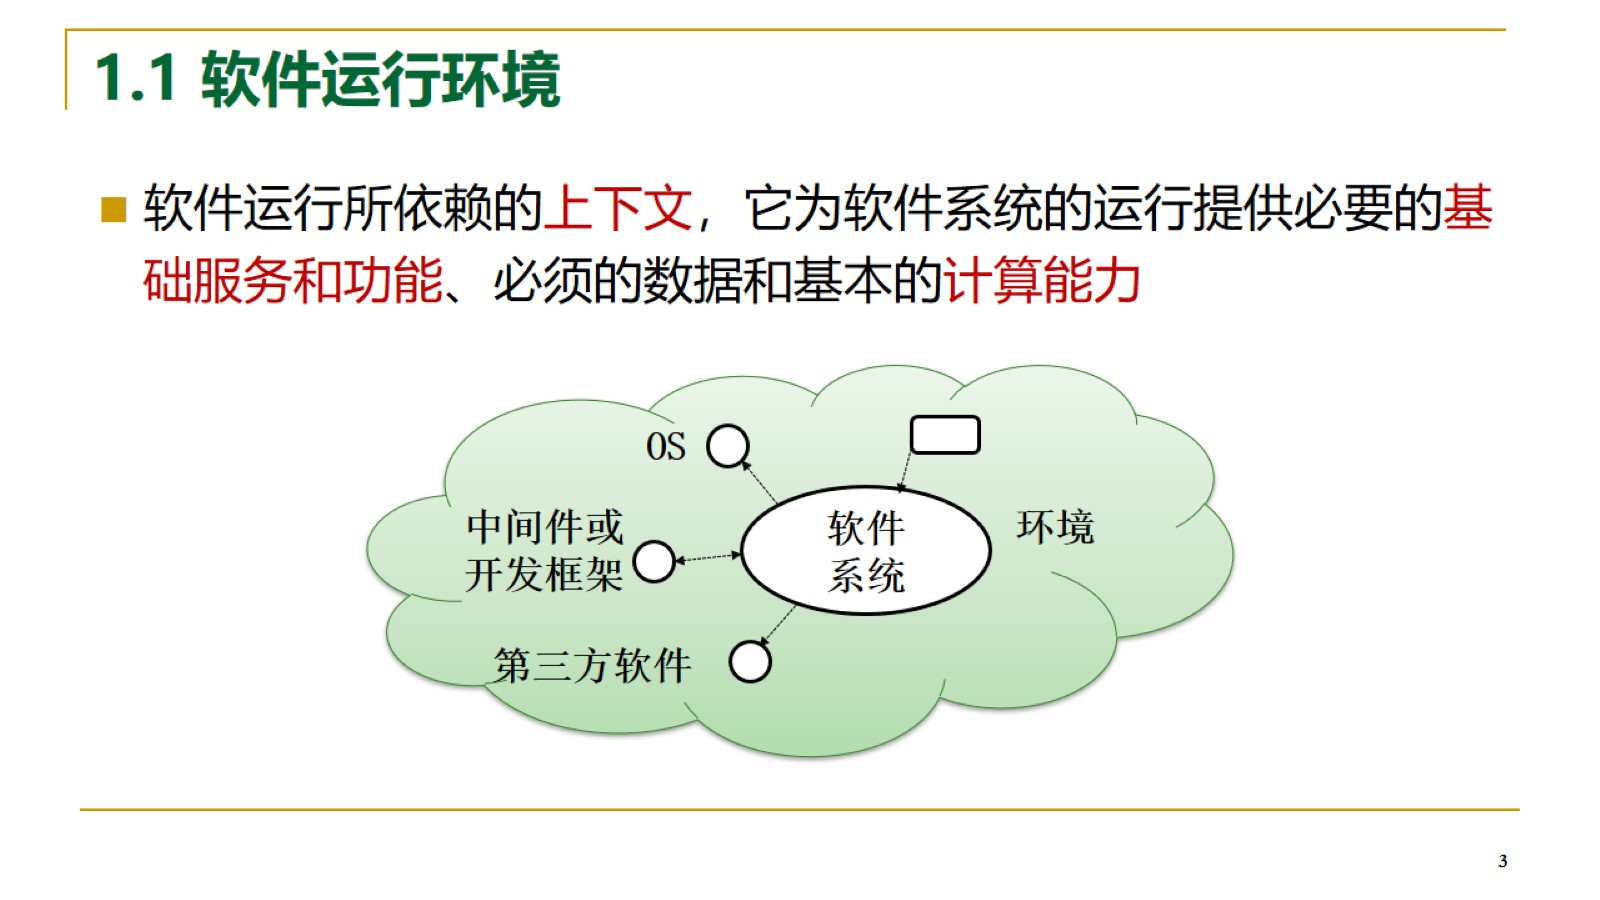 1.1 软件运行环境
软件运行所依赖的上下文，它为软件系统的运行提供必要的基
础服务和功能、必须的数据和基本的计算能力
OS
中间件或
开发框架
软件
系统
环境
第三方软件
3